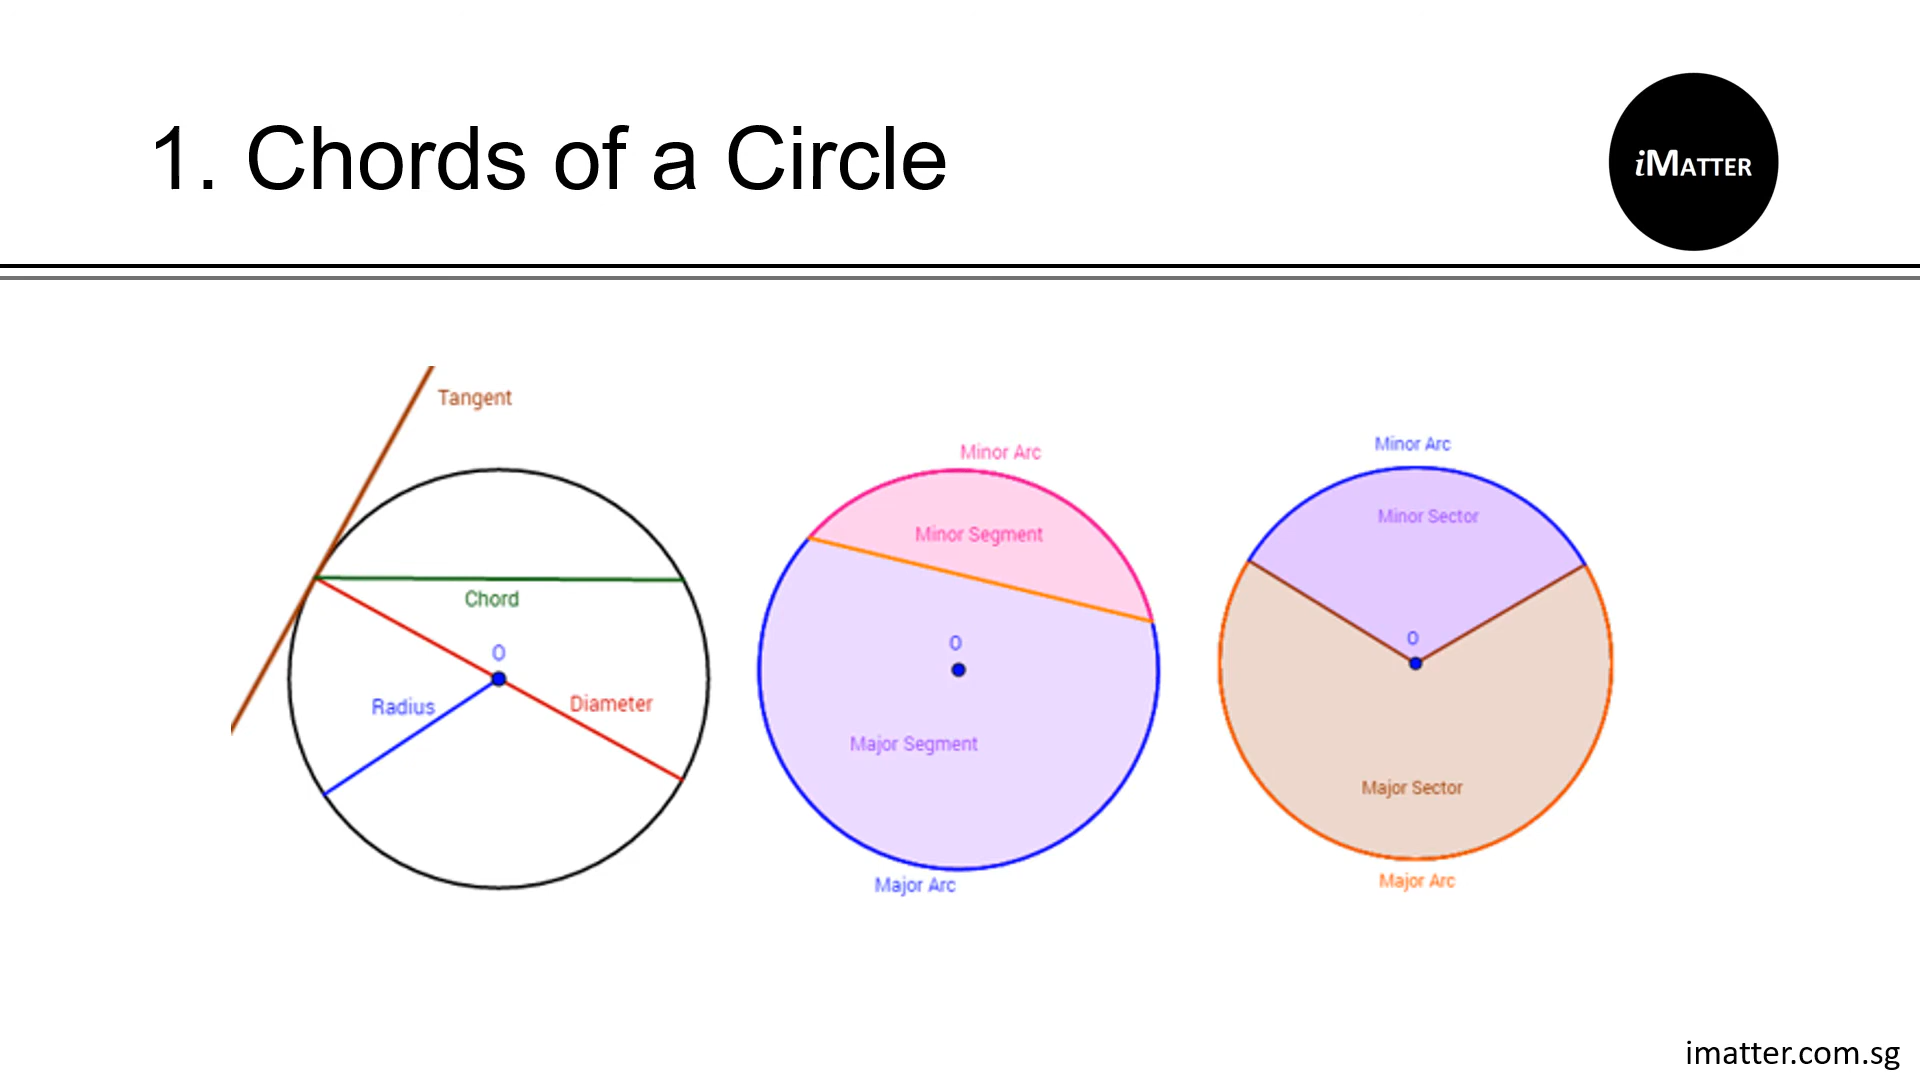 1. Chords of a Circle
iMATTER
Tangent
Chord
O
Radius
Diameter
Minor Arc
Minor Segment
O
Major Segment
Major Arc
Minor Arc
Minor Sector
O
Major Sector
Major Arc
imatter.com.sg